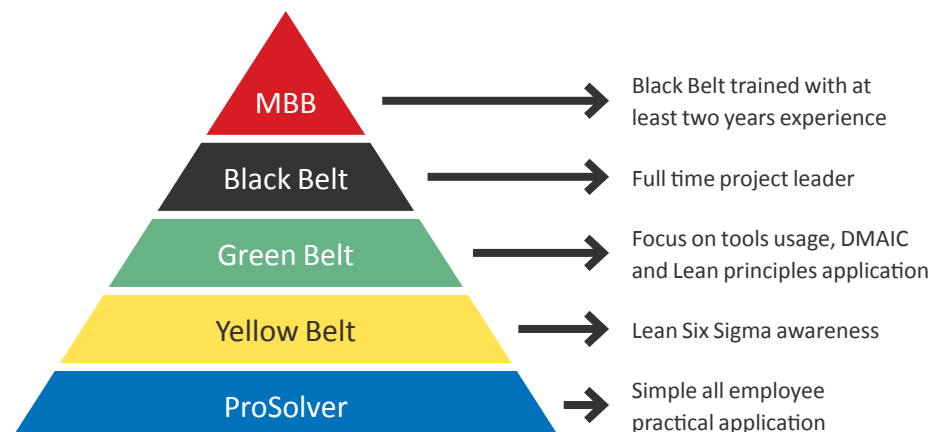 MBB
Black Belt trained with at
least two years experience
Black Belt
Full time project leader
Green Belt
Focus on tools usage, DMAIC
and Lean principles application
Yellow Belt
Lean Six Sigma awareness
ProSolver
Simple all employee
practical application